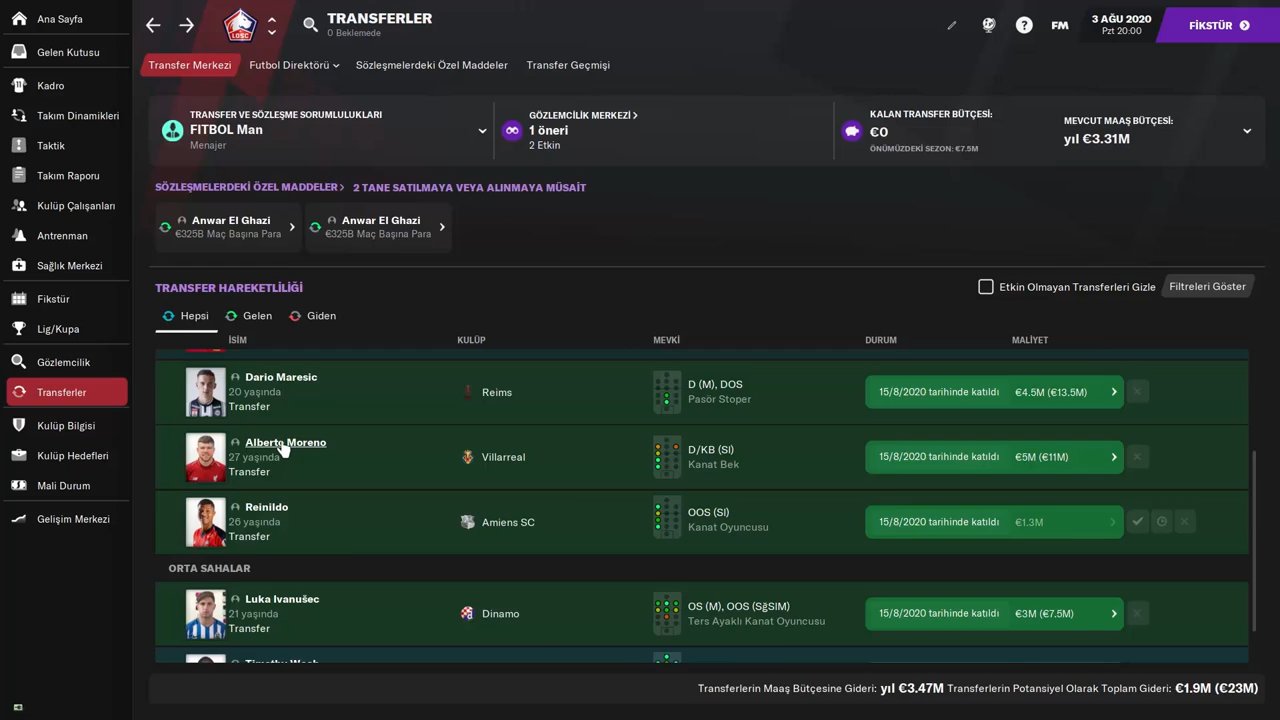 Ana Sayfa
Gelen Kutusu
Kadro
Takım Dinamikleri
Taktik
Takım Raporu
Kulüp Çalışanları
Antrenman
Sağlık Merkezi
Fikstür
Lig/Kupa
Gözlemcilik
Transferler
Kulüp Bilgisi
Kulüp Hedefleri
Mali Durum
Gelişim Merkezi
LOSC
TRANSFERLER
0 Beklemede
FM
3 AĞU 2020
Pzt 20:00
FİKSTÜR
Transfer Merkezi
Futbol Direktörü
Sözleşmelerdeki Özel Maddeler
Transfer Geçmişi
TRANSFER VE SÖZLEŞME SORUMLULUKLARI
FITBOL Man
Menajer
GÖZLEMCİLİK MERKEZİ
1 öneri
2 Etkin
KALAN TRANSFER BÜTÇESİ:
€0
ÖNÜMÜZDEKİ SEZON: €7.5M
MEVCUT MAAŞ BÜTÇESİ:
yıl €3.31M
SÖZLEŞMELERDEKİ ÖZEL MADDELER
2 TANE SATILMAYA VEYA ALINMAYA MÜSAİT
Anwar El Ghazi
€325B Maç Başına Para
Anwar El Ghazi
€325B Maç Başına Para
TRANSFER HAREKETLİLİĞİ
Etkin Olmayan Transferleri Gizle
Filtreleri Göster
Hepsi
Gelen
Giden
İSİM KULÜP MEVKİ DURUM MALİYET
Dario Maresic
20 yaşında
Transfer
Reims
D (M), DOS
Pasör Stoper
15/8/2020 tarihinde katıldı €4.5M (€13.5M)
Alberto Moreno
27 yaşında
Transfer
Villarreal
D/KB (Sl)
Kanat Bek
15/8/2020 tarihinde katıldı €5M (€11M)
Reinildo
26 yaşında
Transfer
Amiens SC
OOS (Sl)
Kanat Oyuncusu
15/8/2020 tarihinde katıldı €1.3M
ORTA SAHALAR
Luka Ivanušec
21 yaşında
Transfer
Dinamo
OS (M), OOS (SğSlM)
Ters Ayaklı Kanat Oyuncusu
15/8/2020 tarihinde katıldı €3M (€7.5M)
Timothy Weah
Transferlerin Maaş Bütçesine Gideri: yıl €3.47M Transferlerin Potansiyel Olarak Toplam Gideri: €1.9M (€23M)